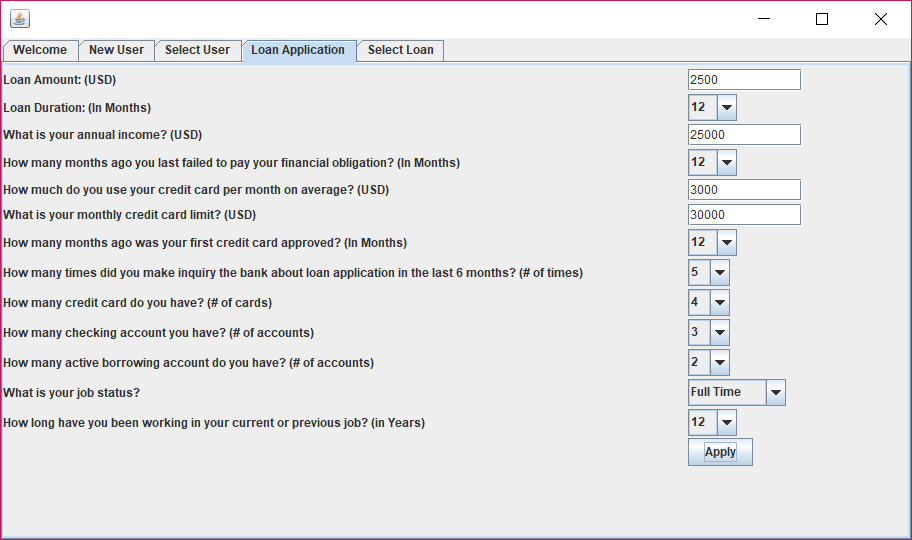 Welcome New User Select User Loan Application Select Loan
Loan Amount: (USD) 2500
Loan Duration: (In Months) 12
What is your annual income? (USD) 25000
How many months ago you last failed to pay your financial obligation? (In Months) 12
How much do you use your credit card per month on average? (USD) 3000
What is your monthly credit card limit? (USD) 30000
How many months ago was your first credit card approved? (In Months) 12
How many times did you make inquiry the bank about loan application in the last 6 months? (# of times) 5
How many credit card do you have? (# of cards) 4
How many checking account you have? (# of accounts) 3
How many active borrowing account do you have? (# of accounts) 2
What is your job status? Full Time
How long have you been working in your current or previous job? (in Years) 12
Apply